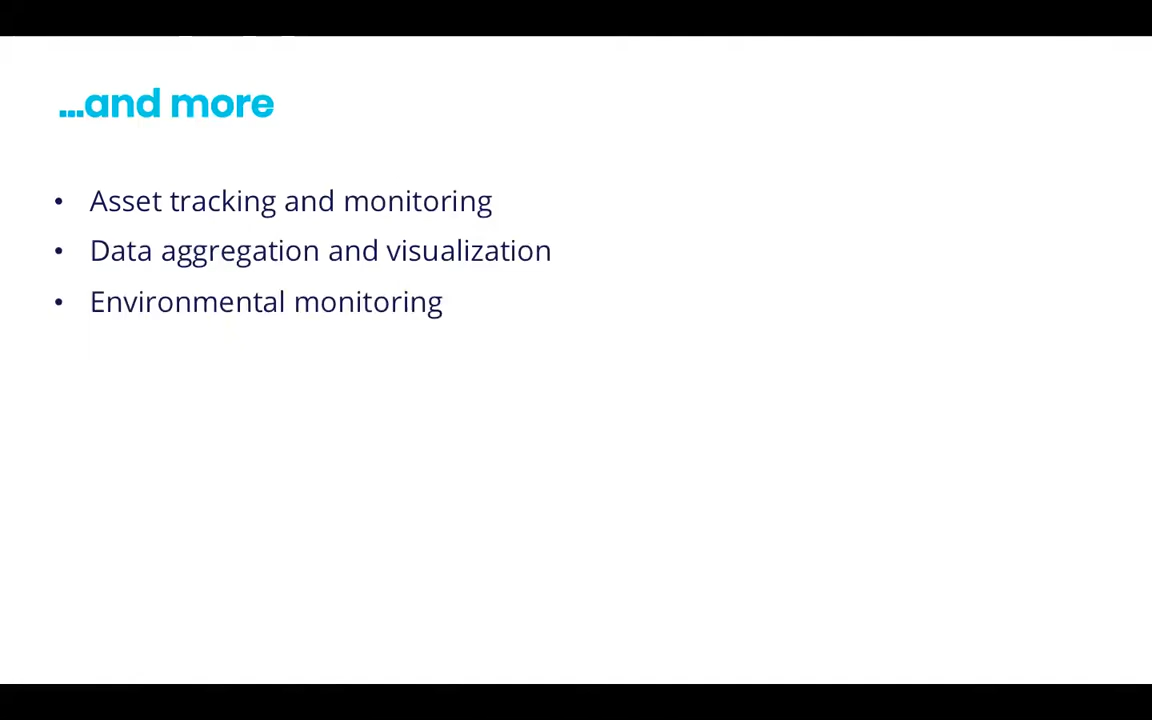 ...and more
• Asset tracking and monitoring
• Data aggregation and visualization
• Environmental monitoring